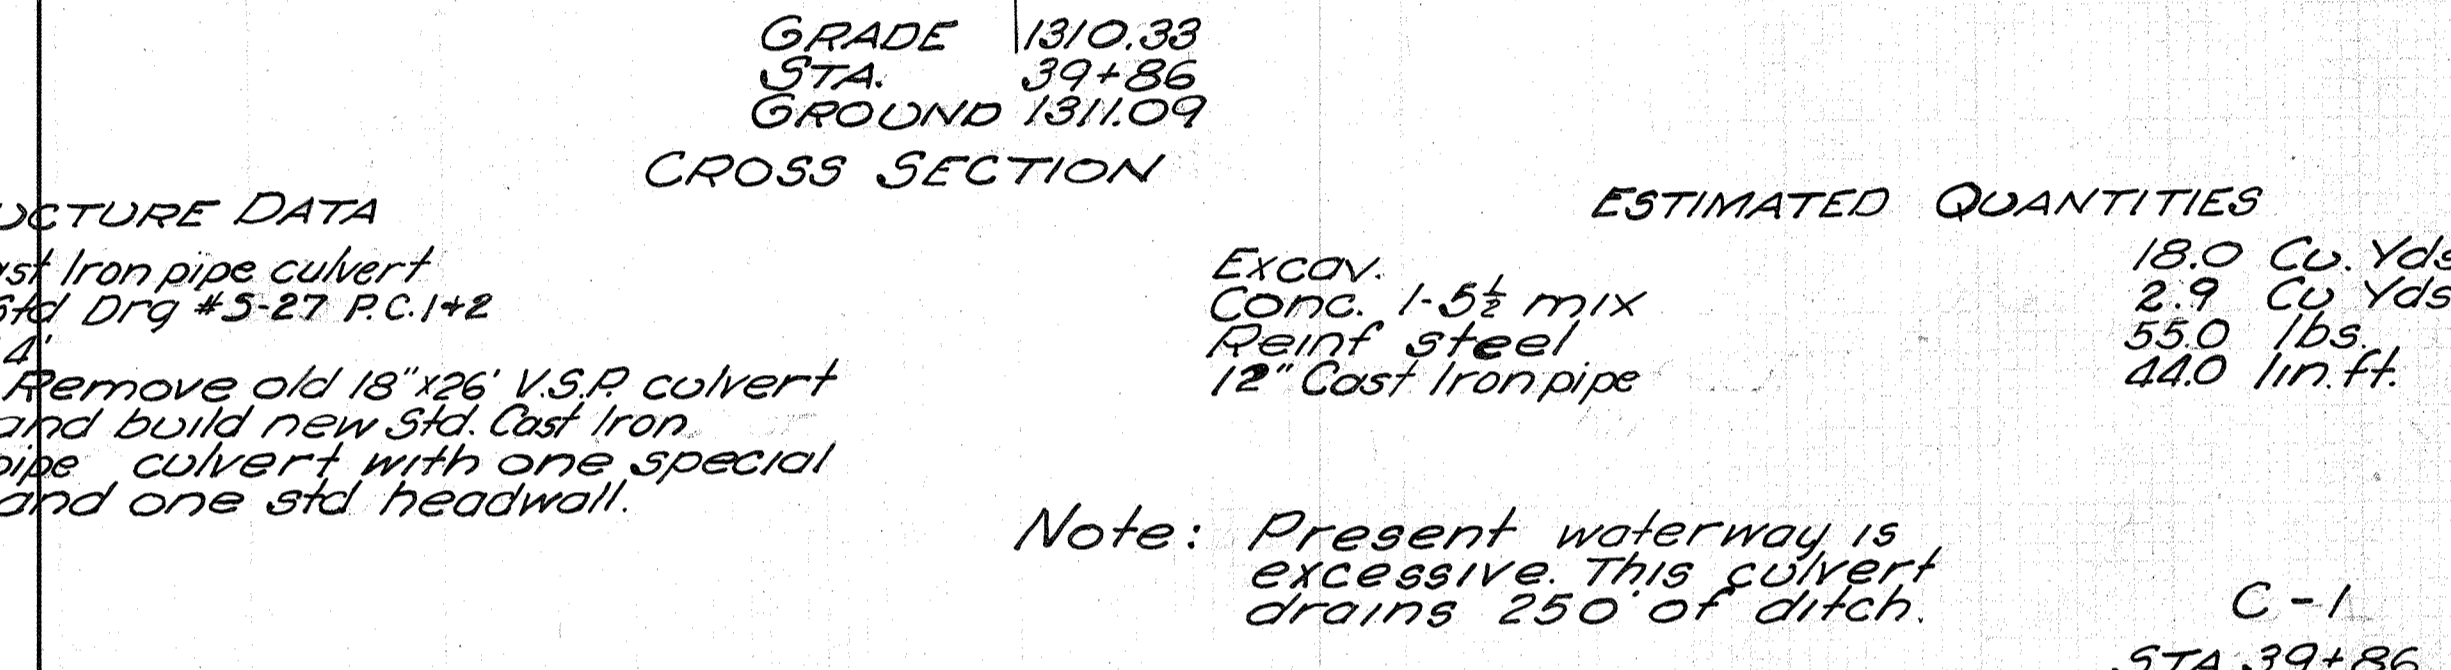 GRADE 1310.33
STA. 39+86
GROUND 1311.09
CROSS SECTION
UCTURE DATA
ast Iron pipe culvert
Std Drg #S-27 P.C.1+2
4'
Remove old 18"x26' V.S.P. culvert
and build new Std. Cast Iron
pipe culvert with one special
and one std headwall.
ESTIMATED QUANTITIES
Excav. 18.0 Cu. Yds
Conc. 1-5½ mix 2.9 Cu Yds
Reinf steel 55.0 lbs.
12" Cast Iron pipe 44.0 lin. ft.
Note: Present waterway is
excessive. This culvert
drains 250' of ditch.
C-1
STA 39+86